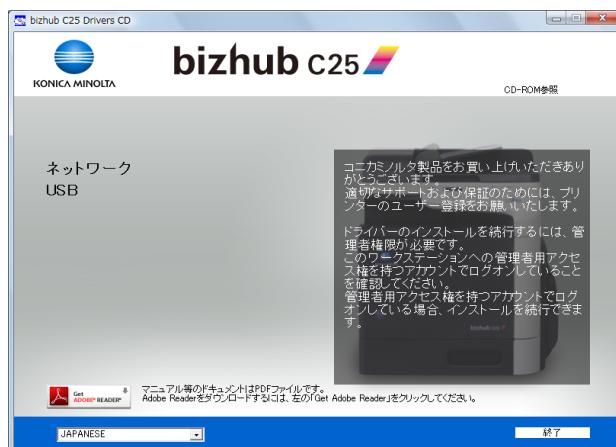 bizhub C25 Drivers CD
KONICA MINOLTA
bizhub C25
CD-ROM参照
ネットワーク
USB
コニカミノルタ製品をお買い上げいただきあり
がとうございます。
適切なサポートおよび保証のためには、プリ
ンターのユーザー登録をお願いいたします。
ドライバーのインストールを続行するには、管
理者権限が必要です。
このワークステーションへの管理者用アクセ
ス権を持つアカウントでログオンしていること
を確認してください。
管理者用アクセス権を持つアカウントでログ
オンしている場合、インストールを続行できま
す。
bizhub C25
Get
ADOBE® READER®
マニュアル等のドキュメントはPDFファイルです。
Adobe Readerをダウンロードするには、左の「Get Adobe Reader」をクリックしてください。
JAPANESE
終了